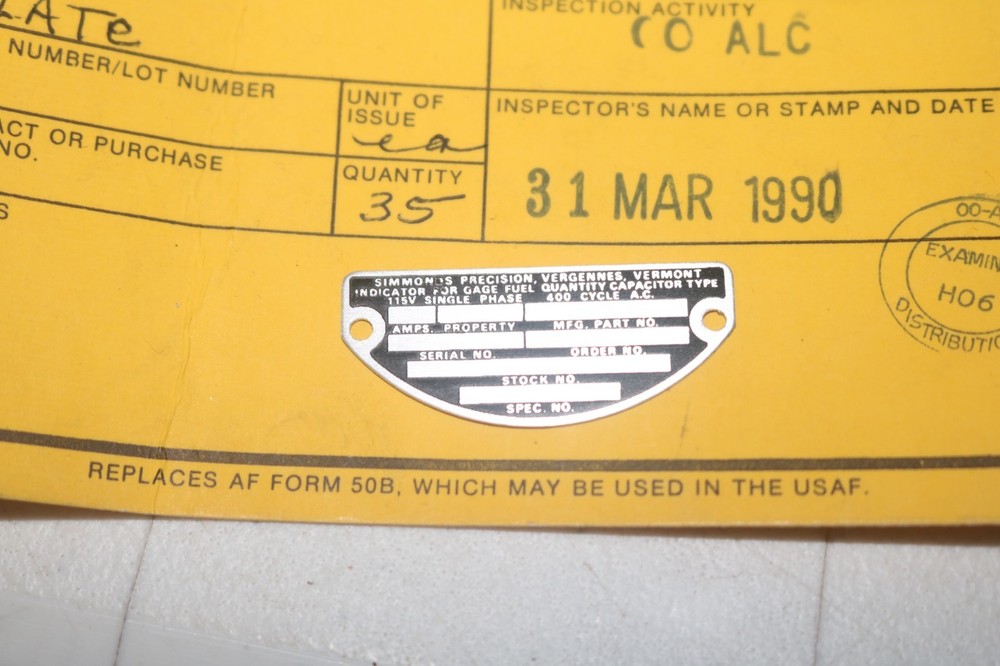 LATe
INSPECTION ACTIVITY
OO ALC
NUMBER/LOT NUMBER
UNIT OF
ISSUE
ea
INSPECTOR'S NAME OR STAMP AND DATE
ACT OR PURCHASE
NO.
QUANTITY
35
31 MAR 1990
S
00-A
EXAMIN
HO6
DISTRIBUTIO
SIMMONDS PRECISION, VERGENNES, VERMONT
INDICATOR FOR GAGE FUEL QUANTITY CAPACITOR TYPE
115V SINGLE PHASE 400 CYCLE A.C.
AMPS. PROPERTY MFG. PART NO.
SERIAL NO. ORDER NO.
STOCK NO.
SPEC. NO.
REPLACES AF FORM 50B, WHICH MAY BE USED IN THE USAF.